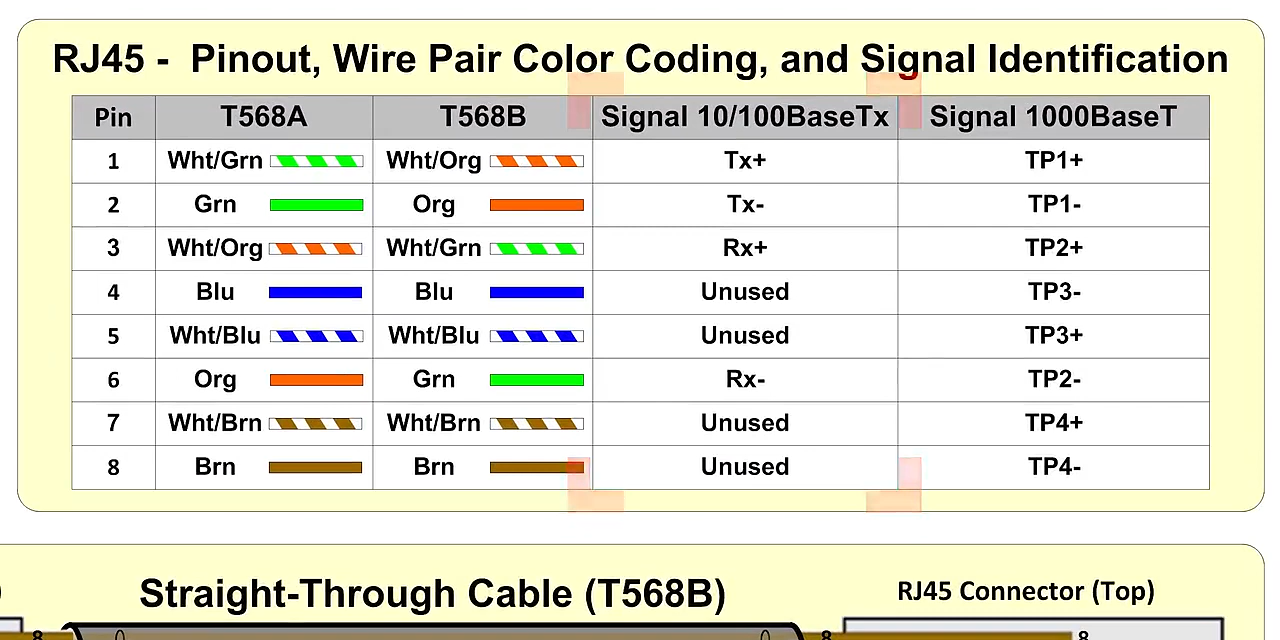 RJ45 - Pinout, Wire Pair Color Coding, and Signal Identification
Pin T568A T568B Signal 10/100BaseTx Signal 1000BaseT
1 Wht/Grn Wht/Org Tx+ TP1+
2 Grn Org Tx- TP1-
3 Wht/Org Wht/Grn Rx+ TP2+
4 Blu Blu Unused TP3-
5 Wht/Blu Wht/Blu Unused TP3+
6 Org Grn Rx- TP2-
7 Wht/Brn Wht/Brn Unused TP4+
8 Brn Brn Unused TP4-
Straight-Through Cable (T568B) RJ45 Connector (Top)
8 8 8